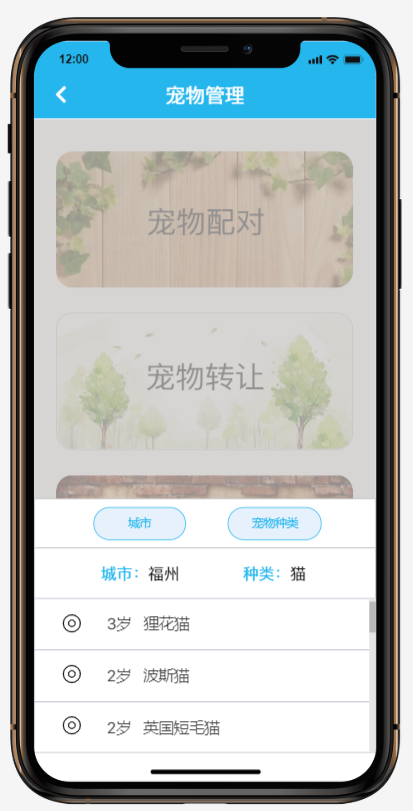 12:00
宠物管理
宠物配对
宠物转让
城市 宠物种类
城市：福州 种类：猫
3岁 狸花猫
2岁 波斯猫
2岁 英国短毛猫